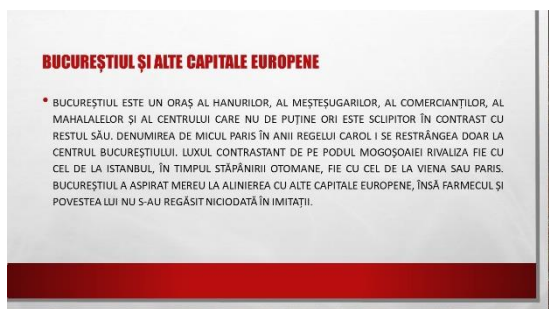 BUCUREȘTIUL ȘI ALTE CAPITALE EUROPENE
• BUCUREȘTIUL ESTE UN ORAȘ AL HANURILOR, AL MEȘTEȘUGARILOR, AL COMERCIANȚILOR, AL
MAHALALELOR ȘI AL CENTRULUI CARE NU DE PUȚINE ORI ESTE SCLIPITOR ÎN CONTRAST CU
RESTUL SĂU. DENUMIREA DE MICUL PARIS ÎN ANII REGELUI CAROL I SE RESTRÂNGEA DOAR LA
CENTRUL BUCUREȘTIULUI. LUXUL CONTRASTANT DE PE PODUL MOGOȘOAIEI RIVALIZA FIE CU
CEL DE LA ISTANBUL, ÎN TIMPUL STĂPÂNIRII OTOMANE, FIE CU CEL DE LA VIENA SAU PARIS.
BUCUREȘTIUL A ASPIRAT MEREU LA ALINIEREA CU ALTE CAPITALE EUROPENE, ÎNSĂ FARMECUL ȘI
POVESTEA LUI NU S-AU REGĂSIT NICIODATĂ ÎN IMITAȚII.